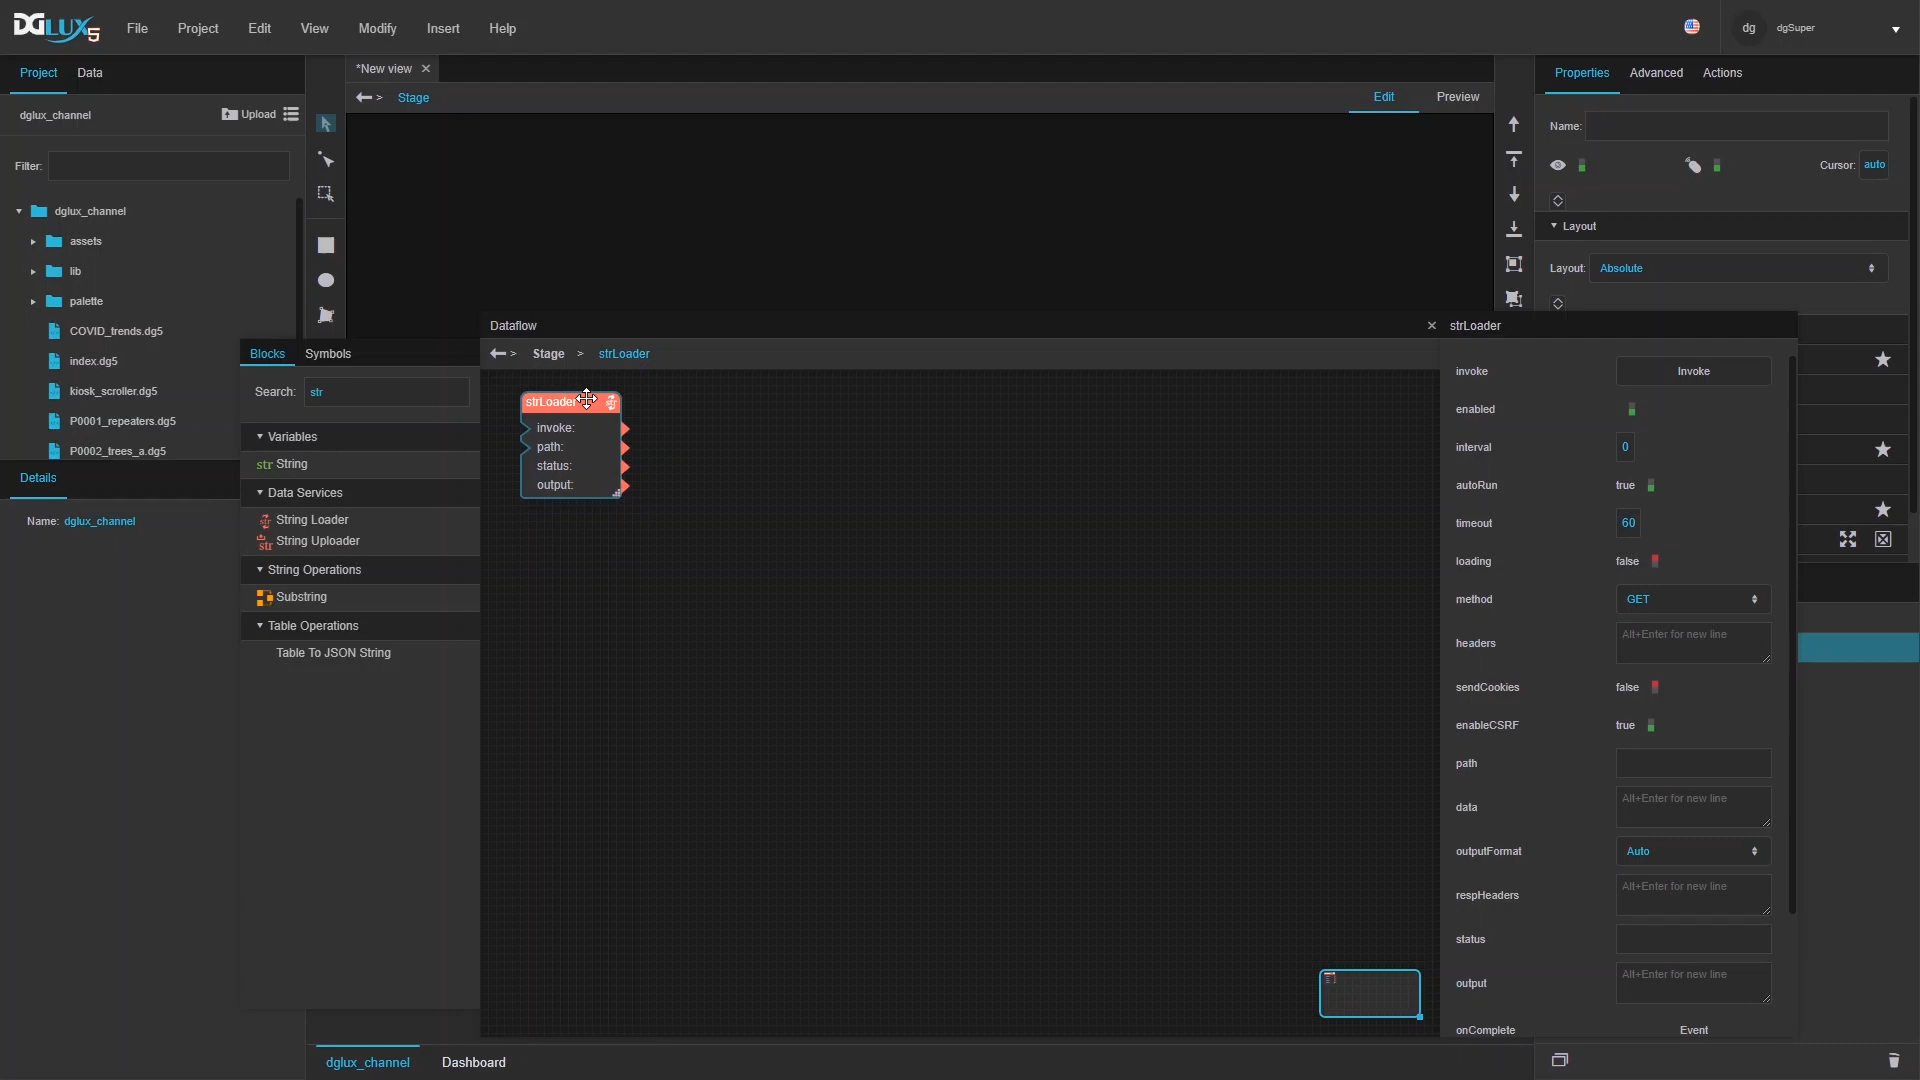 DGLUX5 File Project Edit View Modify Insert Help dg dgSuper
Project Data *New view Properties Advanced Actions
> Stage Edit Preview
dglux_channel Upload
Name:
Filter:
Cursor: auto
dglux_channel
assets
lib
palette
COVID_trends.dg5
index.dg5
kiosk_scroller.dg5
P0001_repeaters.dg5
P0002_trees_a.dg5
Layout
Layout: Absolute
Details
Name: dglux_channel
Blocks Symbols
Search: str
Variables
str String
Data Services
str String Loader
str String Uploader
String Operations
Substring
Table Operations
Table To JSON String
Dataflow
> Stage > strLoader
strLoader str
invoke:
path:
status:
output:
strLoader
invoke Invoke
enabled
interval 0
autoRun true
timeout 60
loading false
method GET
headers Alt+Enter for new line
sendCookies false
enableCSRF true
path
data Alt+Enter for new line
outputFormat Auto
respHeaders Alt+Enter for new line
status
output Alt+Enter for new line
onComplete Event
dglux_channel Dashboard